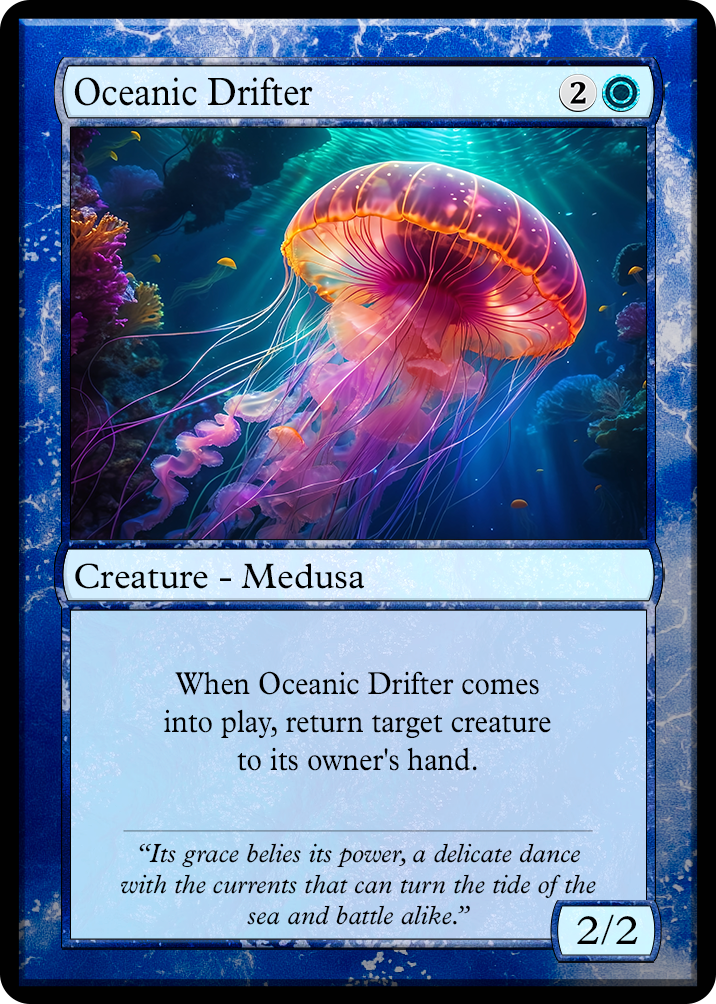 Oceanic Drifter 2
Creature - Medusa
When Oceanic Drifter comes
into play, return target creature
to its owner's hand.
“Its grace belies its power, a delicate dance
with the currents that can turn the tide of the
sea and battle alike.”
2/2